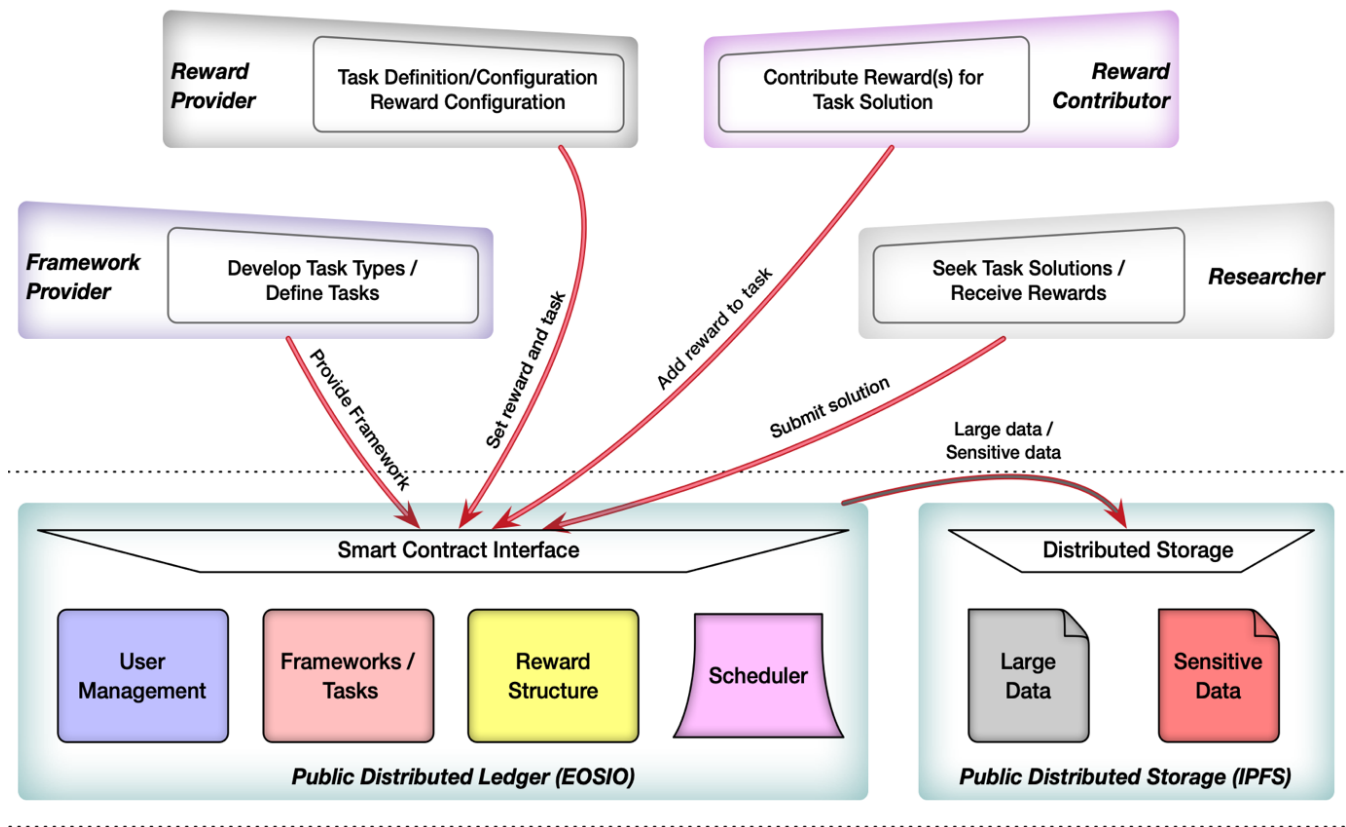 Reward
Provider
Task Definition/Configuration
Reward Configuration
Contribute Reward(s) for
Task Solution
Reward
Contributor
Framework
Provider
Develop Task Types /
Define Tasks
Seek Task Solutions /
Receive Rewards
Researcher
Provide Framework
Set reward and task
Add reward to task
Submit solution
Large data /
Sensitive data
Smart Contract Interface
User
Management
Frameworks /
Tasks
Reward
Structure
Scheduler
Public Distributed Ledger (EOSIO)
Distributed Storage
Large
Data
Sensitive
Data
Public Distributed Storage (IPFS)